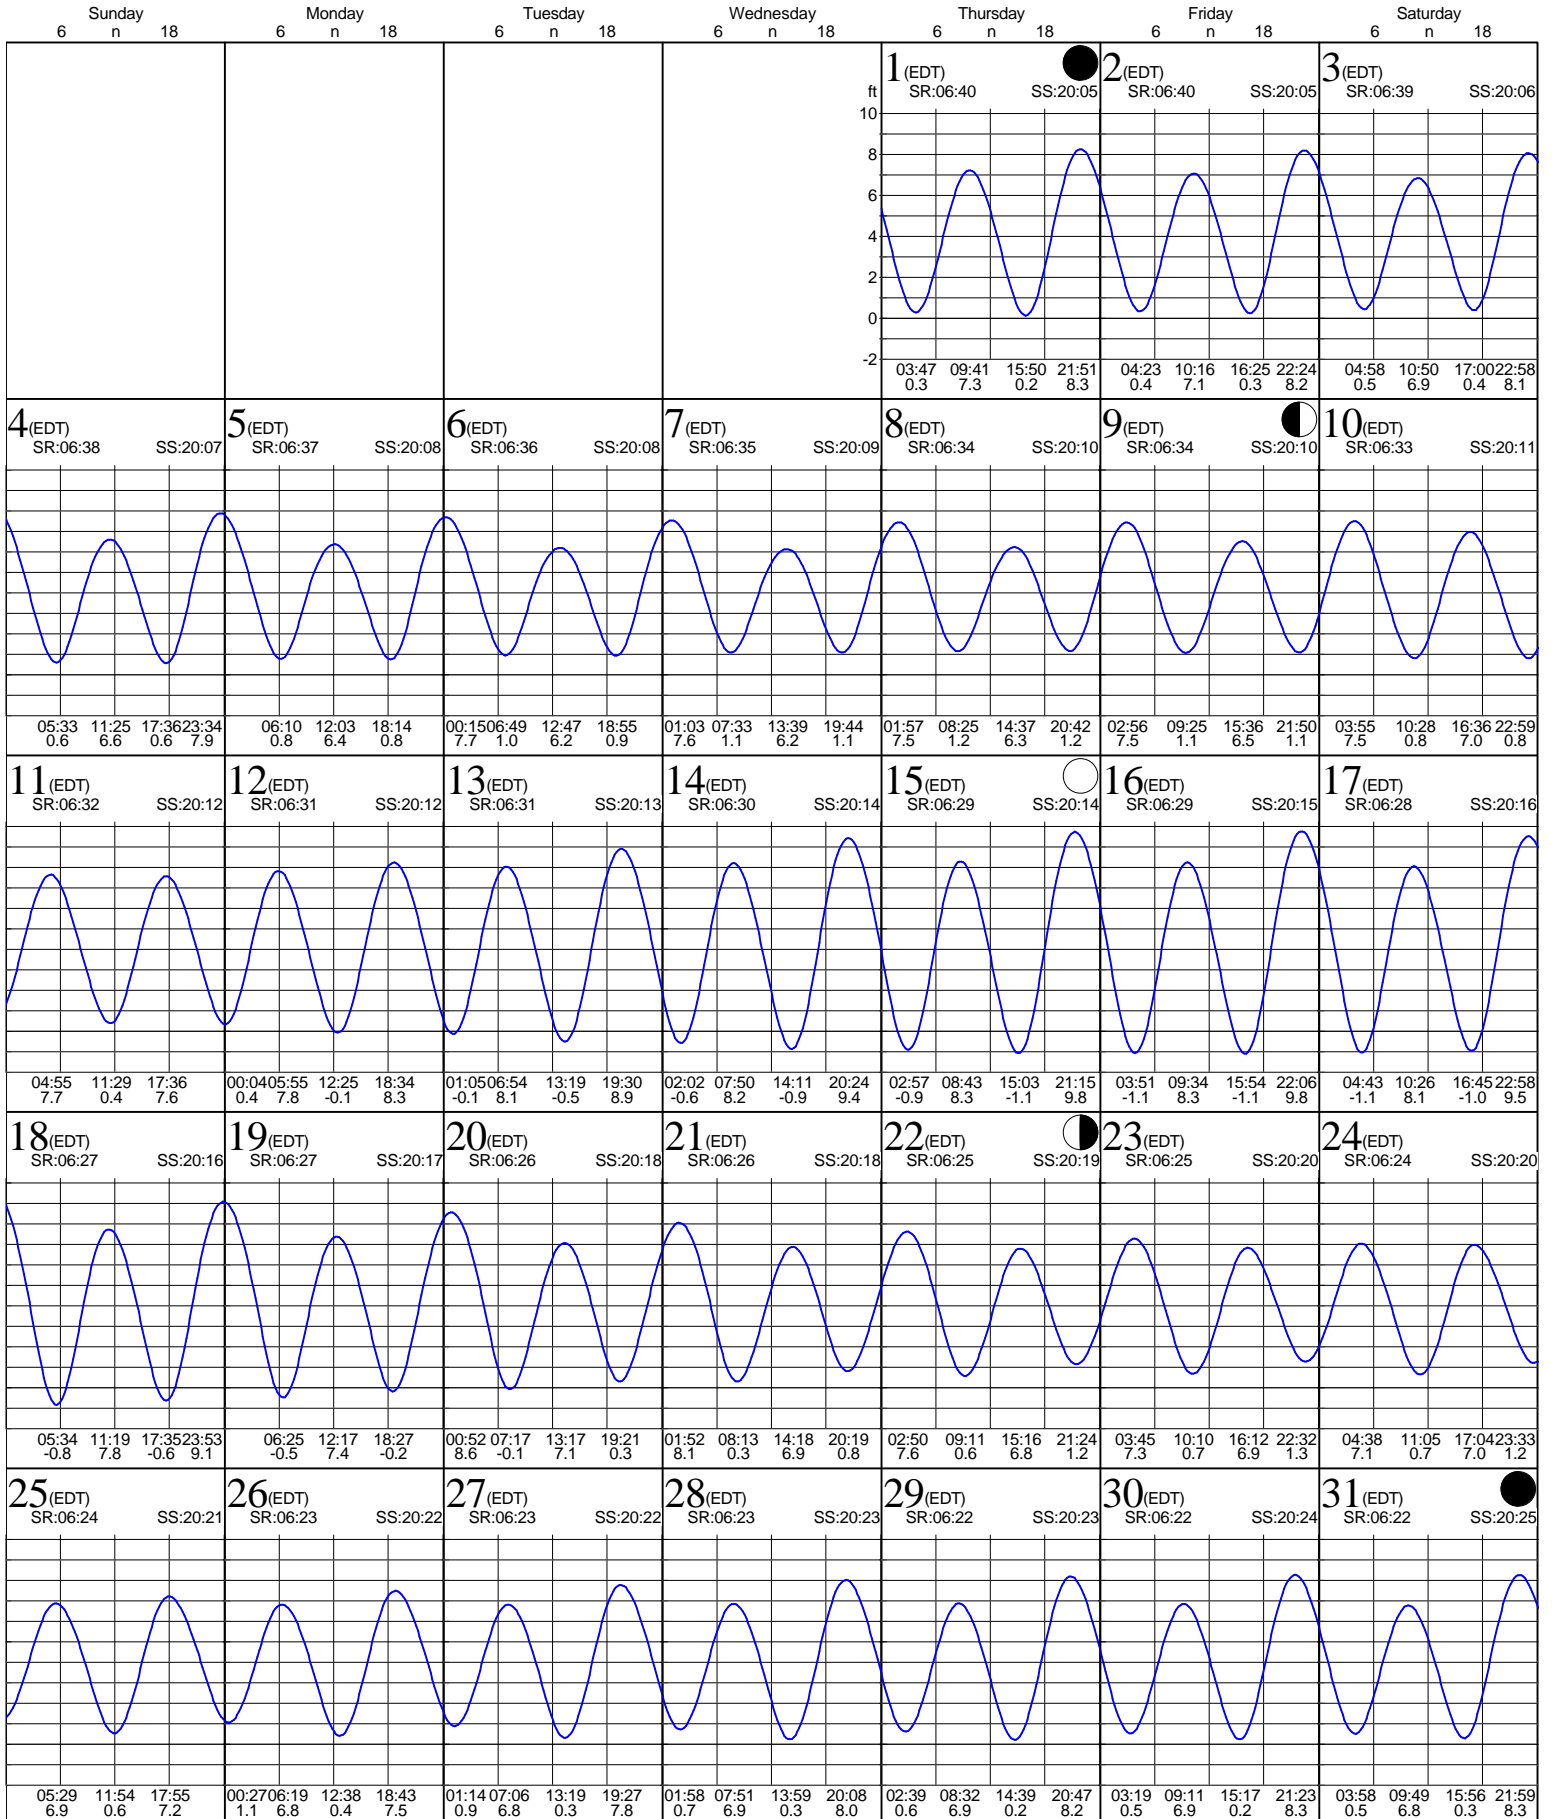 Sunday Monday Tuesday Wednesday Thursday Friday Saturday
6 n 18 6 n 18 6 n 18 6 n 18 6 n 18 6 n 18 6 n 18
1(EDT) 2(EDT) 3(EDT)
ft SR:06:40 SS:20:05 SR:06:40 SS:20:05 SR:06:39 SS:20:06
10
8
6
4
2
0
-2
03:47 09:41 15:50 21:51 04:23 10:16 16:25 22:24 04:58 10:50 17:00 22:58
0.3 7.3 0.2 8.3 0.4 7.1 0.3 8.2 0.5 6.9 0.4 8.1
4(EDT) 5(EDT) 6(EDT) 7(EDT) 8(EDT) 9(EDT) 10(EDT)
SR:06:38 SS:20:07 SR:06:37 SS:20:08 SR:06:36 SS:20:08 SR:06:35 SS:20:09 SR:06:34 SS:20:10 SR:06:34 SS:20:10 SR:06:33 SS:20:11
05:33 11:25 17:36 23:34 06:10 12:03 18:14 00:15 06:49 12:47 18:55 01:03 07:33 13:39 19:44 01:57 08:25 14:37 20:42 02:56 09:25 15:36 21:50 03:55 10:28 16:36 22:59
0.6 6.6 0.6 7.9 0.8 6.4 0.8 7.7 1.0 6.2 0.9 7.6 1.1 6.2 1.1 7.5 1.2 6.3 1.2 7.5 1.1 6.5 1.1 7.5 0.8 7.0 0.8
11(EDT) 12(EDT) 13(EDT) 14(EDT) 15(EDT) 16(EDT) 17(EDT)
SR:06:32 SS:20:12 SR:06:31 SS:20:12 SR:06:31 SS:20:13 SR:06:30 SS:20:14 SR:06:29 SS:20:14 SR:06:29 SS:20:15 SR:06:28 SS:20:16
04:55 11:29 17:36 00:04 05:55 12:25 18:34 01:05 06:54 13:19 19:30 02:02 07:50 14:11 20:24 02:57 08:43 15:03 21:15 03:51 09:34 15:54 22:06 04:43 10:26 16:45 22:58
7.7 0.4 7.6 0.4 7.8 -0.1 8.3 -0.1 8.1 -0.5 8.9 -0.6 8.2 -0.9 9.4 -0.9 8.3 -1.1 9.8 -1.1 8.3 -1.1 9.8 -1.1 8.1 -1.0 9.5
18(EDT) 19(EDT) 20(EDT) 21(EDT) 22(EDT) 23(EDT) 24(EDT)
SR:06:27 SS:20:16 SR:06:27 SS:20:17 SR:06:26 SS:20:18 SR:06:26 SS:20:18 SR:06:25 SS:20:19 SR:06:25 SS:20:20 SR:06:24 SS:20:20
05:34 11:19 17:35 23:53 06:25 12:17 18:27 00:52 07:17 13:17 19:21 01:52 08:13 14:18 20:19 02:50 09:11 15:16 21:24 03:45 10:10 16:12 22:32 04:38 11:05 17:04 23:33
-0.8 7.8 -0.6 9.1 -0.5 7.4 -0.2 8.6 -0.1 7.1 0.3 8.1 0.3 6.9 0.8 7.6 0.6 6.8 1.2 7.3 0.7 6.9 1.3 7.1 0.7 7.0 1.2
25(EDT) 26(EDT) 27(EDT) 28(EDT) 29(EDT) 30(EDT) 31(EDT)
SR:06:24 SS:20:21 SR:06:23 SS:20:22 SR:06:23 SS:20:22 SR:06:23 SS:20:23 SR:06:22 SS:20:23 SR:06:22 SS:20:24 SR:06:22 SS:20:25
05:29 11:54 17:55 00:27 06:19 12:38 18:43 01:14 07:06 13:19 19:27 01:58 07:51 13:59 20:08 02:39 08:32 14:39 20:47 03:19 09:11 15:17 21:23 03:58 09:49 15:56 21:59
6.9 0.6 7.2 1.1 6.8 0.4 7.5 0.9 6.8 0.3 7.8 0.7 6.9 0.3 8.0 0.6 6.9 0.2 8.2 0.5 6.9 0.2 8.3 0.5 6.8 0.3 8.3